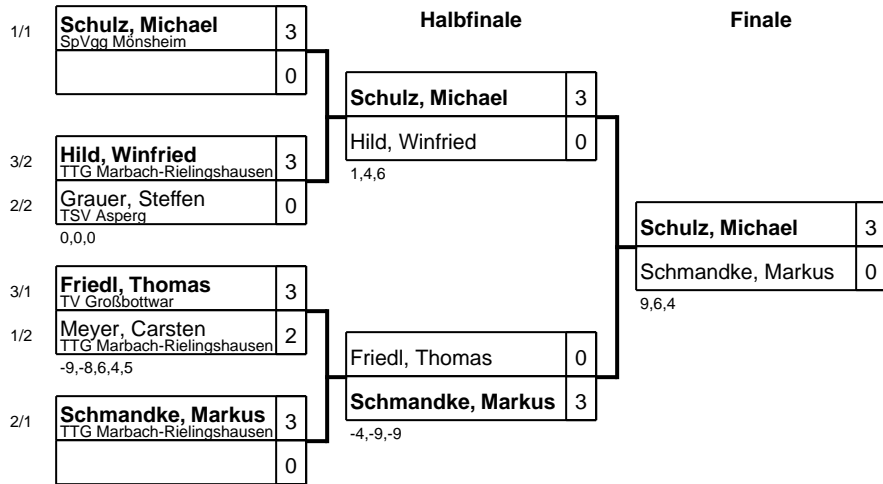 Halbfinale
Finale
1/1
Schulz, Michael
SpVgg Mönsheim
3
0
3/2
Hild, Winfried
TTG Marbach-Rielingshausen
3
2/2
Grauer, Steffen
TSV Asperg
0
0,0,0
3/1
Friedl, Thomas
TV Großbottwar
3
1/2
Meyer, Carsten
TTG Marbach-Rielingshausen
2
-9,-8,6,4,5
2/1
Schmandke, Markus
TTG Marbach-Rielingshausen
3
0
Schulz, Michael 3
Hild, Winfried 0
1,4,6
Friedl, Thomas 0
Schmandke, Markus 3
-4,-9,-9
Schulz, Michael 3
Schmandke, Markus 0
9,6,4